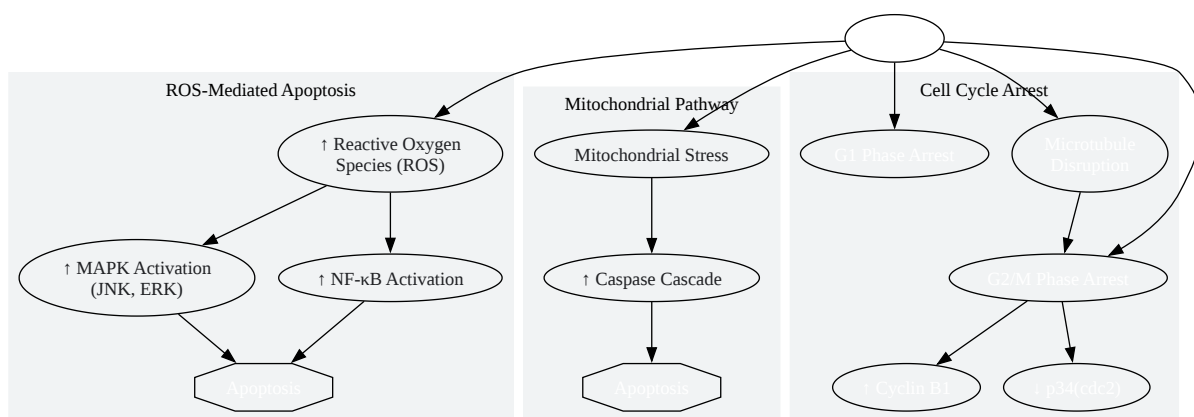 ROS-Mediated Apoptosis
↑ Reactive Oxygen
Species (ROS)
↑ MAPK Activation
(JNK, ERK)
↑ NF-κB Activation
Apoptosis
Mitochondrial Pathway
Mitochondrial Stress
↑ Caspase Cascade
Apoptosis
Cell Cycle Arrest
G1 Phase Arrest
Microtubule
Disruption
G2/M Phase Arrest
↑ Cyclin B1
↓ p34(cdc2)